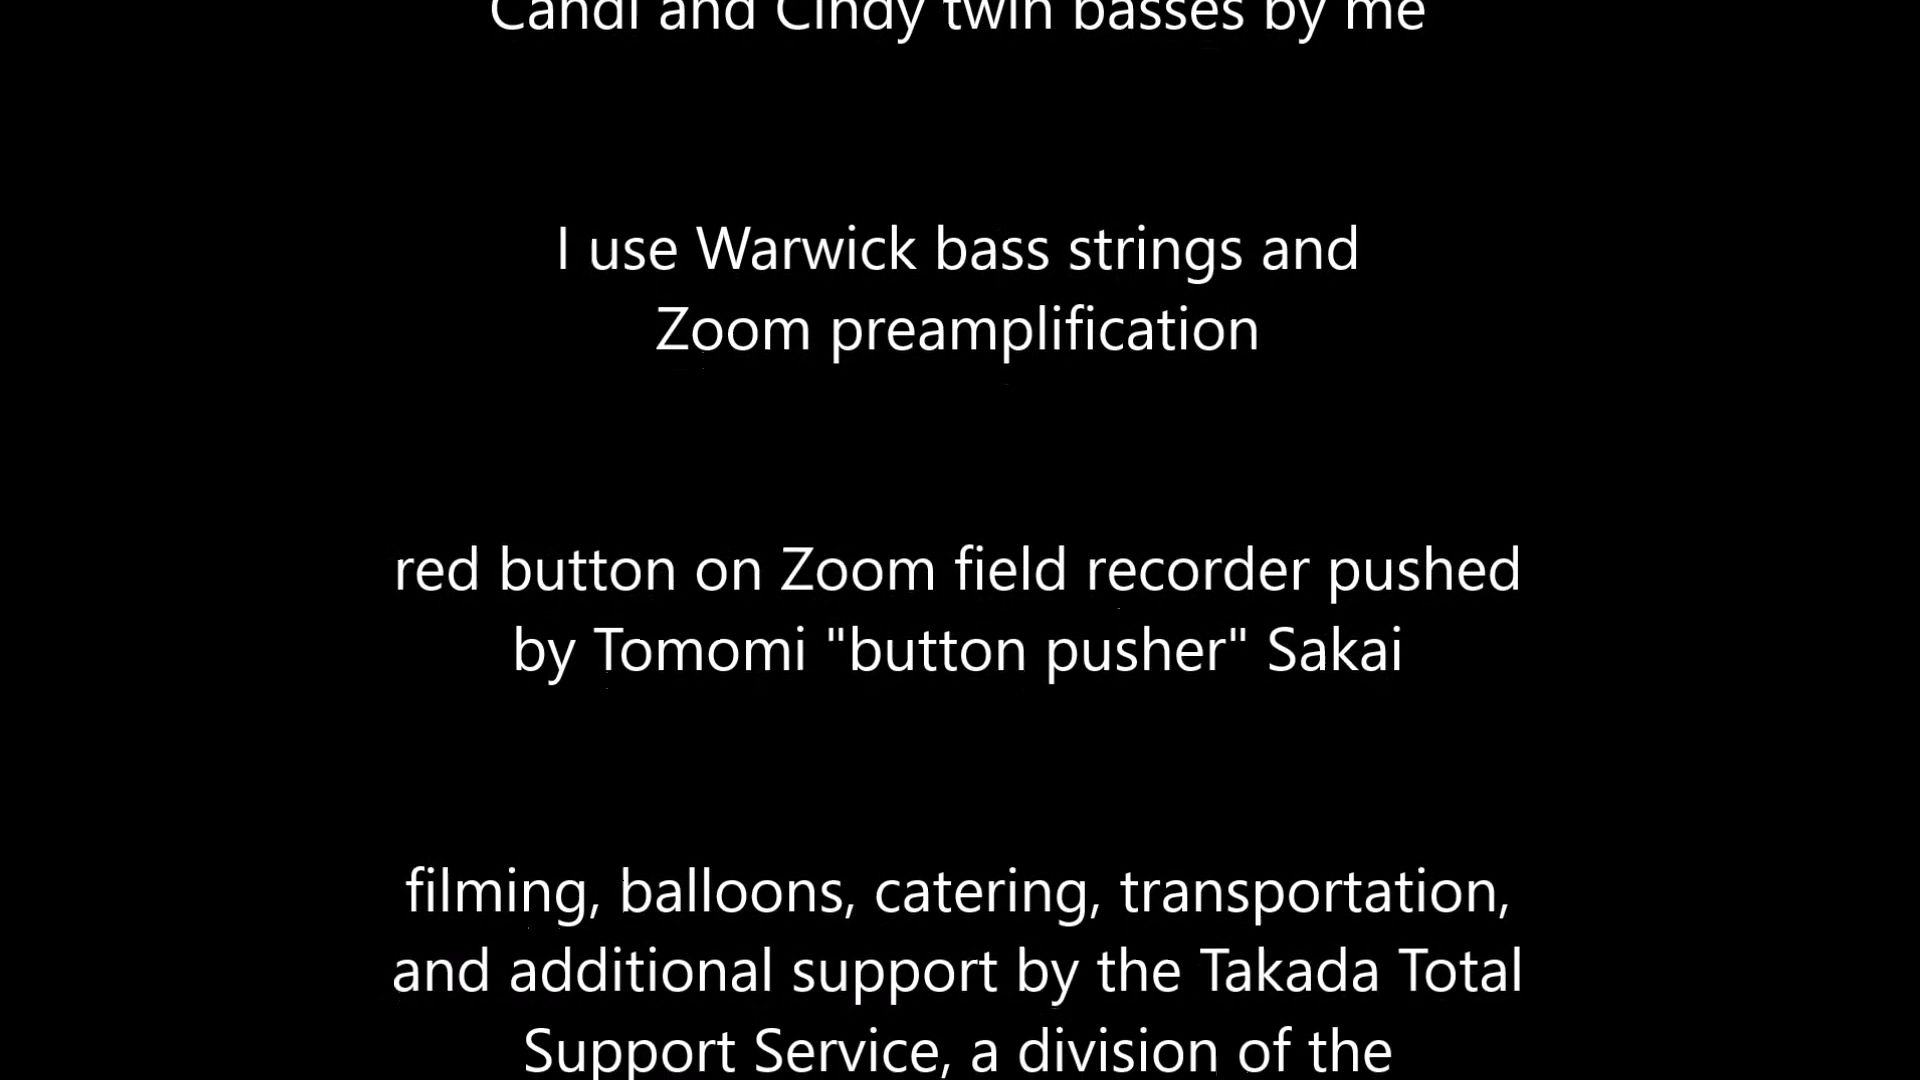 Candi and Cindy twin basses by me
I use Warwick bass strings and
Zoom preamplification
red button on Zoom field recorder pushed
by Tomomi "button pusher" Sakai
filming, balloons, catering, transportation,
and additional support by the Takada Total
Support Service, a division of the